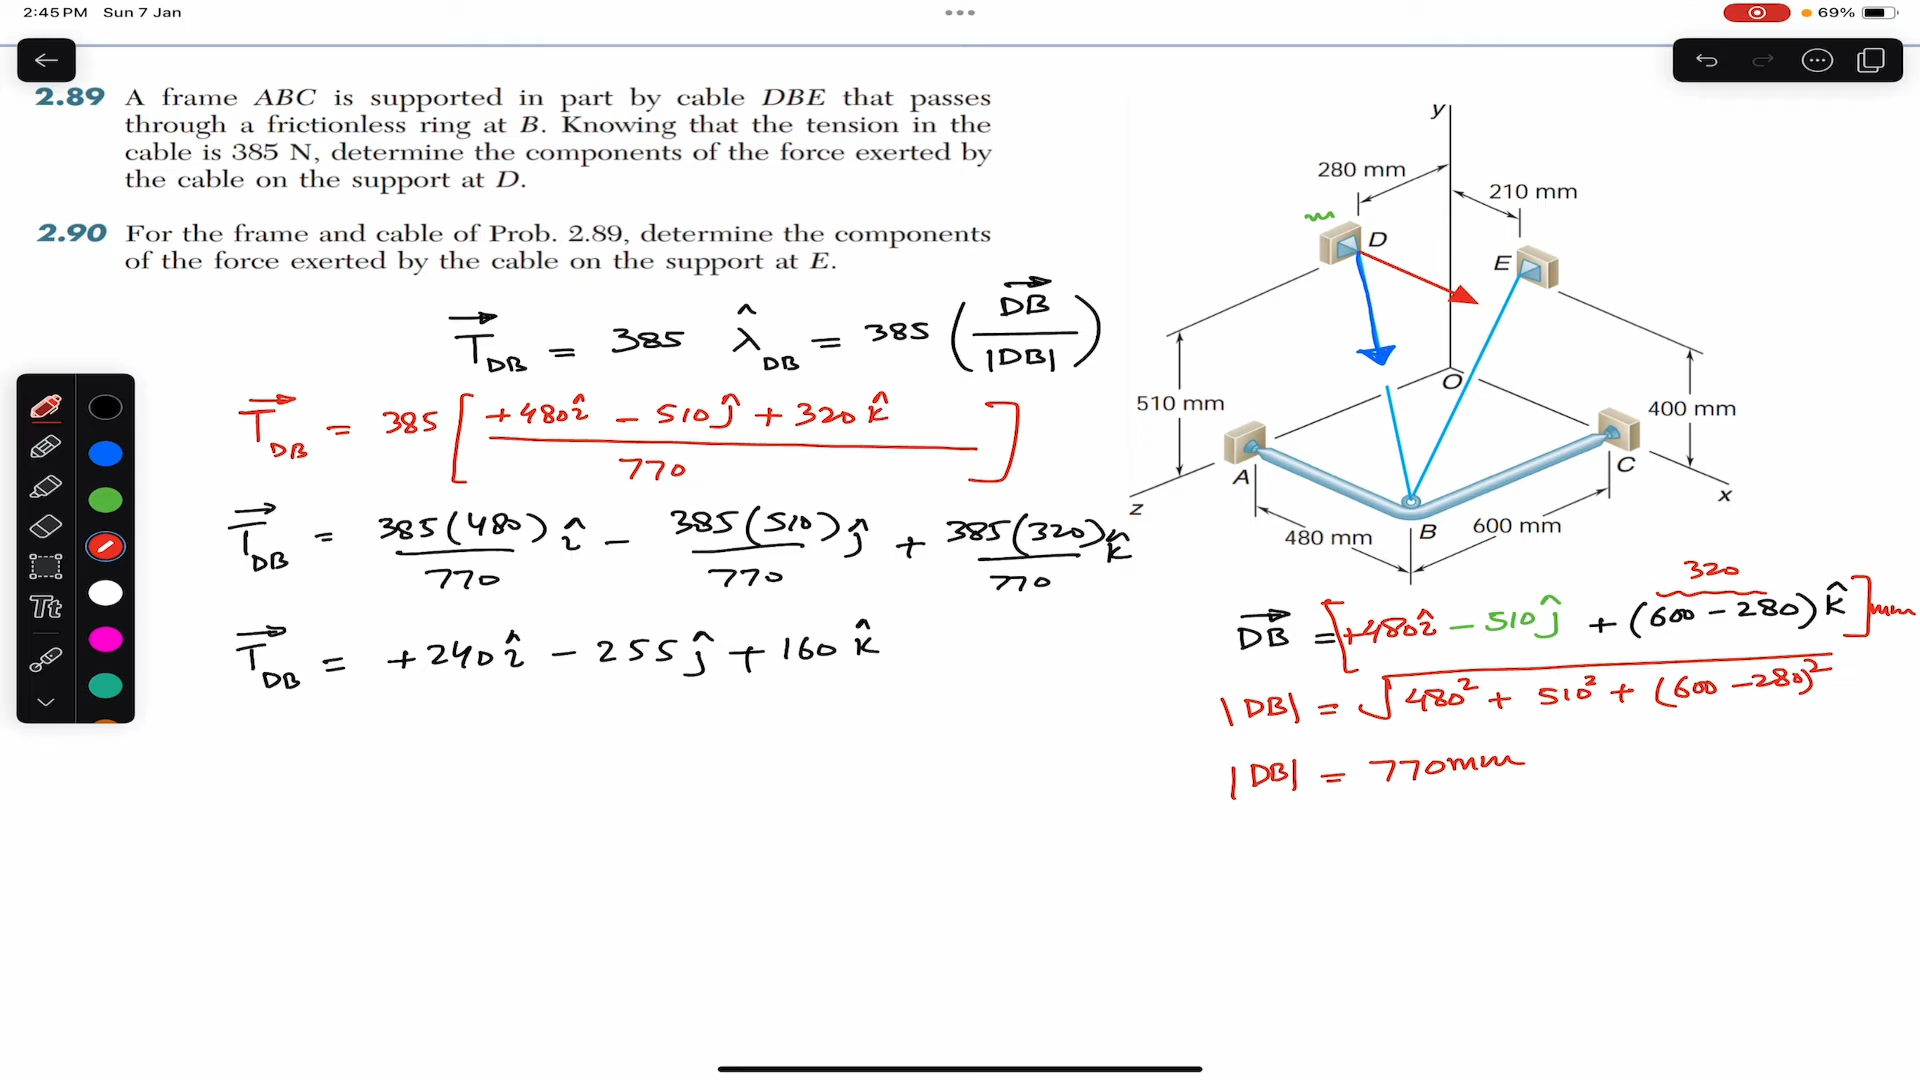 2:45 PM Sun 7 Jan
69%
2.89 A frame ABC is supported in part by cable DBE that passes
through a frictionless ring at B. Knowing that the tension in the
cable is 385 N, determine the components of the force exerted by
the cable on the support at D.
2.90 For the frame and cable of Prob. 2.89, determine the components
of the force exerted by the cable on the support at E.
T⃗_DB = 385 λ̂_DB = 385 (DB⃗ / |DB|)
T⃗_DB = 385 [ +480î − 510ĵ + 320k̂ / 770 ]
T⃗_DB = 385(480)/770 î − 385(510)/770 ĵ + 385(320)/770 k̂
T⃗_DB = +240î − 255ĵ + 160k̂
Tt
y
280 mm
210 mm
D
E
O
510 mm
400 mm
A
C
z
x
480 mm
B
600 mm
320
DB⃗ = [+480î − 510ĵ + (600 − 280)k̂] mm
|DB| = √480² + 510² + (600 − 280)²
|DB| = 770mm